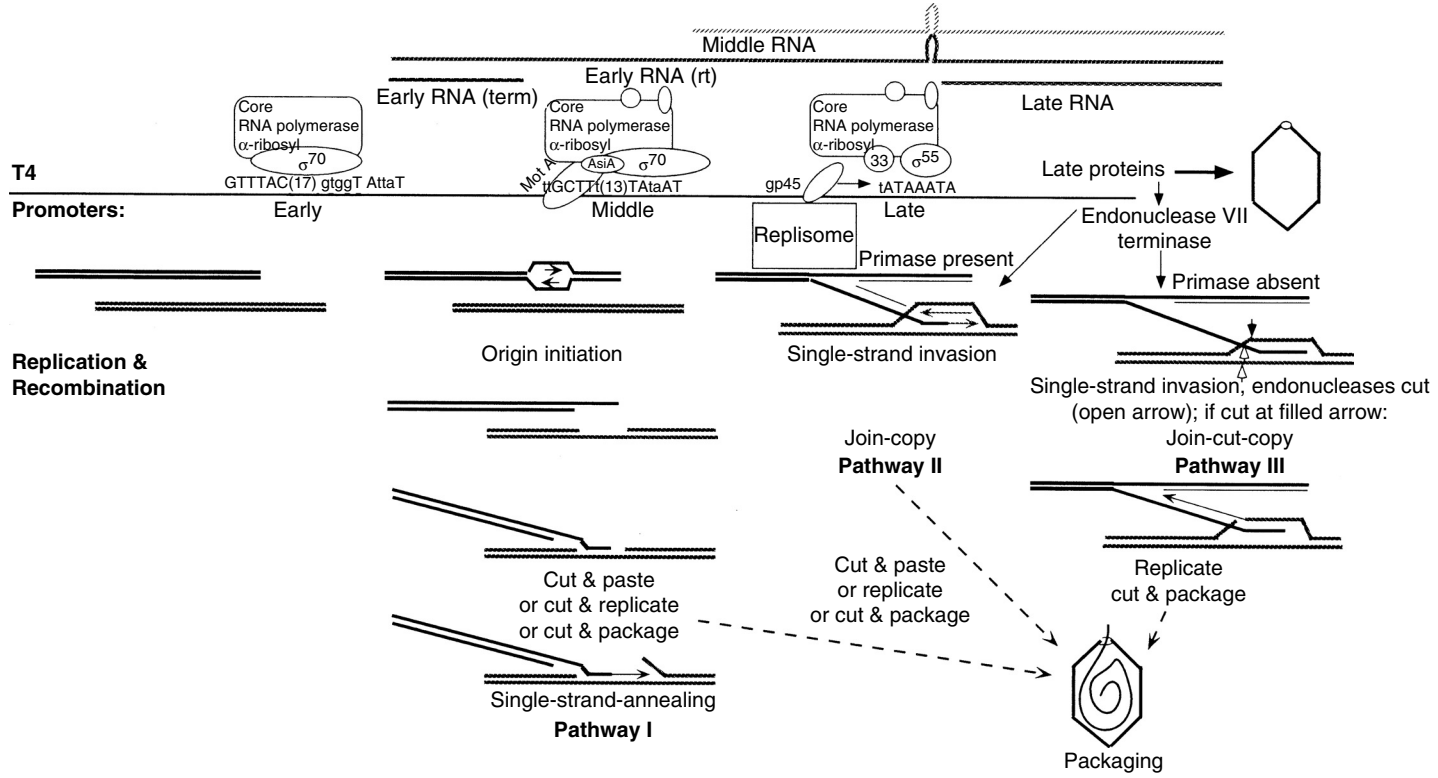 Middle RNA
Early RNA (rt)
Early RNA (term)
Late RNA
Core
RNA polymerase
α-ribosyl
σ70
Core
RNA polymerase
α-ribosyl
Mot A
AsiA
σ70
Core
RNA polymerase
α-ribosyl
33
σ55
T4
GTTTAC(17) gtggT AttaT
ttGCTTt(13)TAtaAT
gp45
tATAAATA
Late proteins
Promoters:
Early
Middle
Late
Endonuclease VII
terminase
Replisome
Primase present
Primase absent
Replication &
Recombination
Origin initiation
Single-strand invasion
Single-strand invasion, endonucleases cut
(open arrow); if cut at filled arrow:
Join-copy
Pathway II
Join-cut-copy
Pathway III
Cut & paste
or cut & replicate
or cut & package
Cut & paste
or replicate
or cut & package
Replicate
cut & package
Single-strand-annealing
Pathway I
Packaging